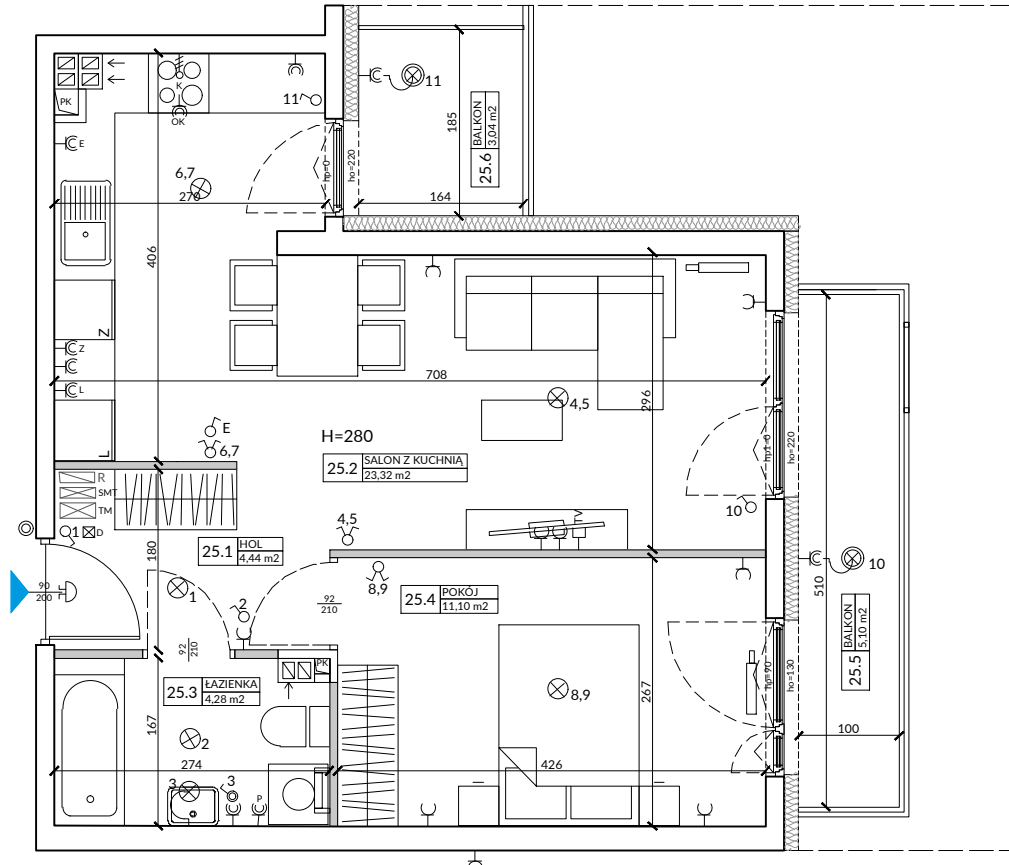 PK
K
OK
11
11
E
6,7
270
hp=0
ho=220
185
25.6
BALKON
3,04 m2
164
406
Z
Z
L
L
708
4,5
296
E
6,7
H=280
25.2
SALON Z KUCHNIĄ
23,32 m2
hp1=0
ho=220
R
SMT
TM
1
D
10
TV
4,5
25.1
HOL
4,44 m2
180
90
200
1
2
92
210
8,9
25.4
POKÓJ
11,10 m2
10
510
25.5
BALKON
5,10 m2
92
210
PK
25.3
ŁAZIENKA
4,28 m2
8,9
267
hp=90
ho=130
167
2
100
274
426
3
3
P